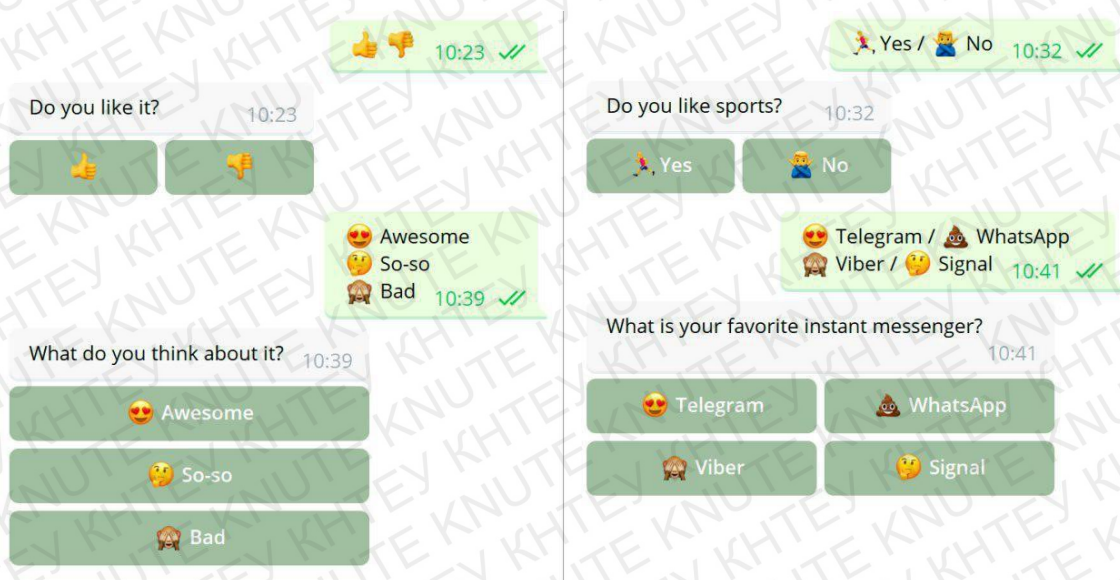 👍 👎 10:23
Do you like it?
10:23
👍 👎
😍 Awesome
🤔 So-so
🙈 Bad 10:39
What do you think about it? 10:39
😍 Awesome
🤔 So-so
🙈 Bad
🏃 Yes / 🙅 No 10:32
Do you like sports?
10:32
🏃 Yes 🙅 No
😍 Telegram / 💩 WhatsApp
🙈 Viber / 🤔 Signal 10:41
What is your favorite instant messenger?
10:41
😍 Telegram 💩 WhatsApp
🙈 Viber 🤔 Signal
KNUTE KHTEY